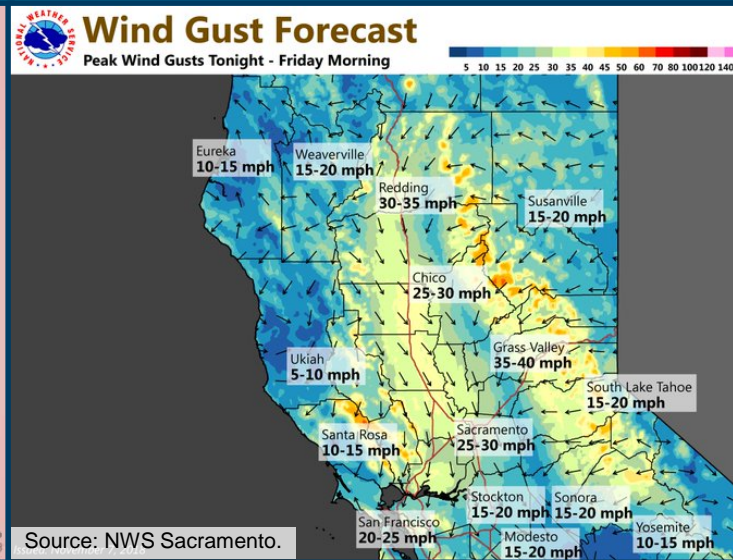 NATIONAL WEATHER SERVICE
Wind Gust Forecast
Peak Wind Gusts Tonight - Friday Morning
5 10 15 20 25 30 35 40 45 50 60 70 80 100 120 140
Eureka
10-15 mph
Weaverville
15-20 mph
Redding
30-35 mph
Susanville
15-20 mph
Chico
25-30 mph
Ukiah
5-10 mph
Grass Valley
35-40 mph
South Lake Tahoe
15-20 mph
Santa Rosa
10-15 mph
Sacramento
25-30 mph
Stockton
15-20 mph
Sonora
15-20 mph
San Francisco
20-25 mph
Modesto
15-20 mph
Yosemite
10-15 mph
Source: NWS Sacramento.
Issued: November 7, 2018